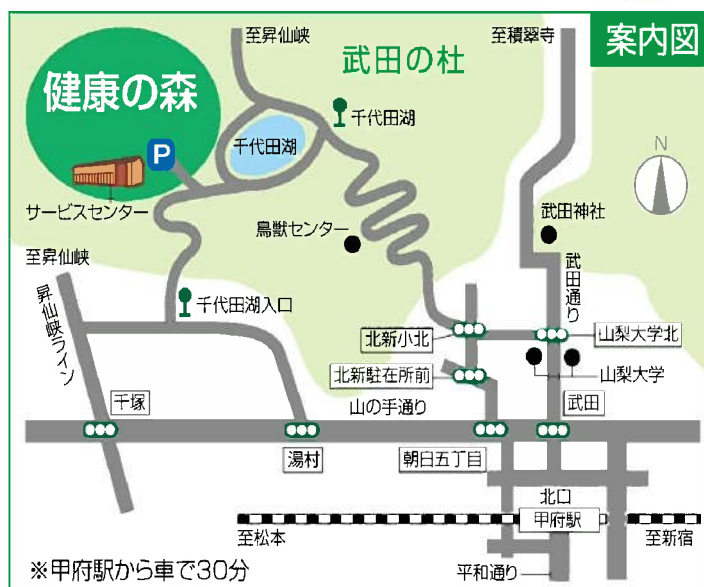 案内図
至昇仙峡
至積翠寺
武田の杜
健康の森
千代田湖
千代田湖
P
N
サービスセンター
鳥獣センター
武田神社
至昇仙峡
武田通り
昇仙峡ライン
千代田湖入口
北新小北
山梨大学北
北新駐在所前
山梨大学
千塚
山の手通り
武田
湯村
朝日五丁目
北口
甲府駅
至松本
至新宿
※甲府駅から車で30分
平和通り